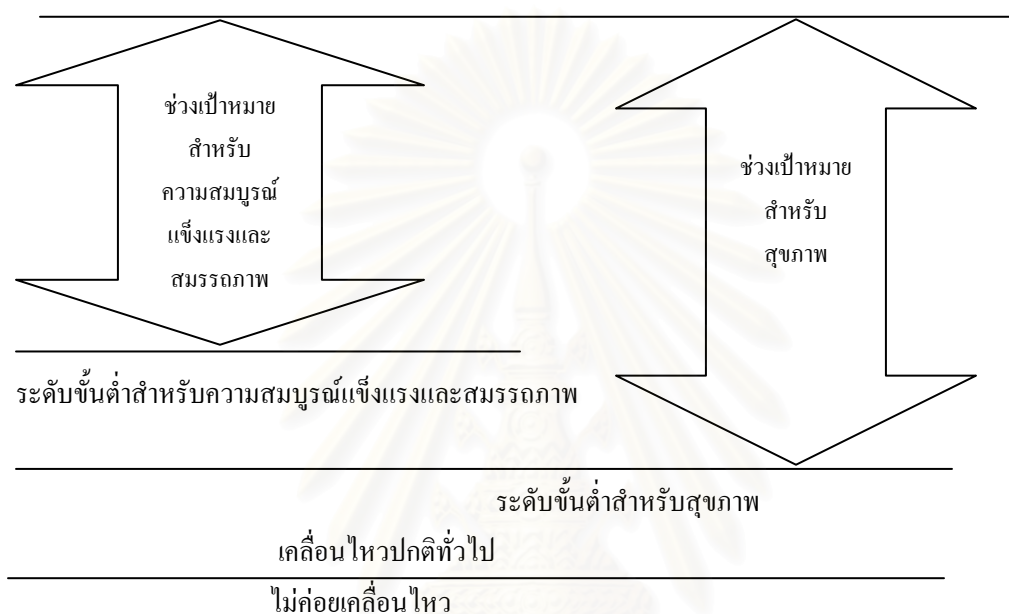 ช่วงเป้าหมาย
สำหรับ
ความสมบูรณ์
แข็งแรงและ
สมรรถภาพ
ช่วงเป้าหมาย
สำหรับ
สุขภาพ
ระดับขั้นต่ำสำหรับความสมบูรณ์แข็งแรงและสมรรถภาพ
ระดับขั้นต่ำสำหรับสุขภาพ
เคลื่อนไหวปกติทั่วไป
ไม่ค่อยเคลื่อนไหว